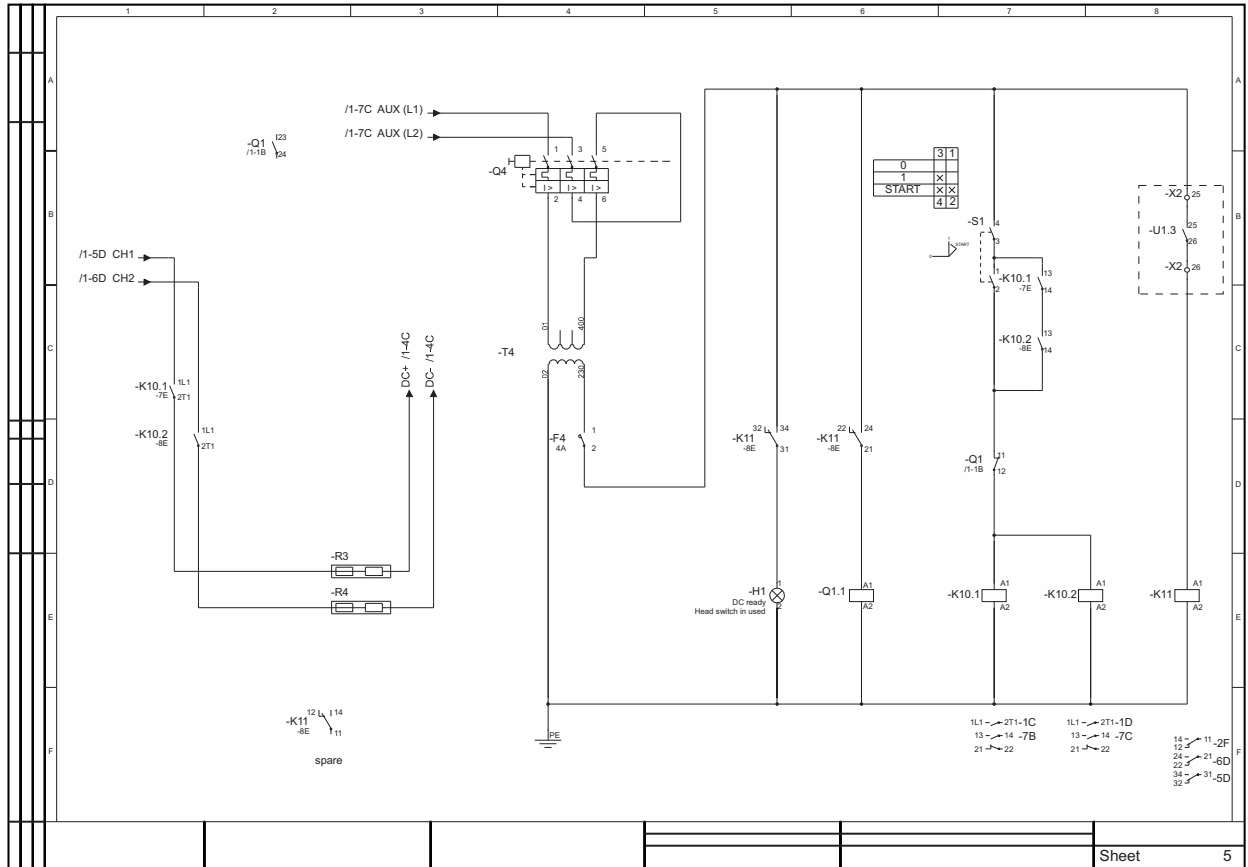 1 2 3 4 5 6 7 8
A A
/1-7C AUX (L1)
/1-7C AUX (L2)
-Q1 23
/1-1B 24
1 3 5
-Q4
I > I > I >
2 4 6
3 1
0
1 ×
START × ×
4 2
B B
-X2 25
-S1 4
3
25
-U1.3
26
1
START
0
-X2 26
/1-5D CH1
/1-6D CH2
1
2
-K10.1 13
-7E 14
01 400
-K10.2 13
-8E 14
C C
-T4
DC+ /1-4C
DC- /1-4C
02 230
-K10.1 1L1
-7E 2T1
-K10.2 1L1
-8E 2T1
-F4 1
4A 2
32 34
-K11
-8E 31
22 24
-K11
-8E 21
-Q1 11
/1-1B 12
D D
-R3
-R4
-H1 1
DC ready
2
Head switch in used
-Q1.1 A1
A2
-K10.1 A1
A2
-K10.2 A1
A2
-K11 A1
A2
E E
12 14
-K11
-8E 11
spare
PE
1L1 2T1 -1C
13 14 -7B
21 22
1L1 2T1 -1D
13 14 -7C
21 22
14 11 -2F
12
24 21 -6D
22
34 31 -5D
32
F F
Sheet 5